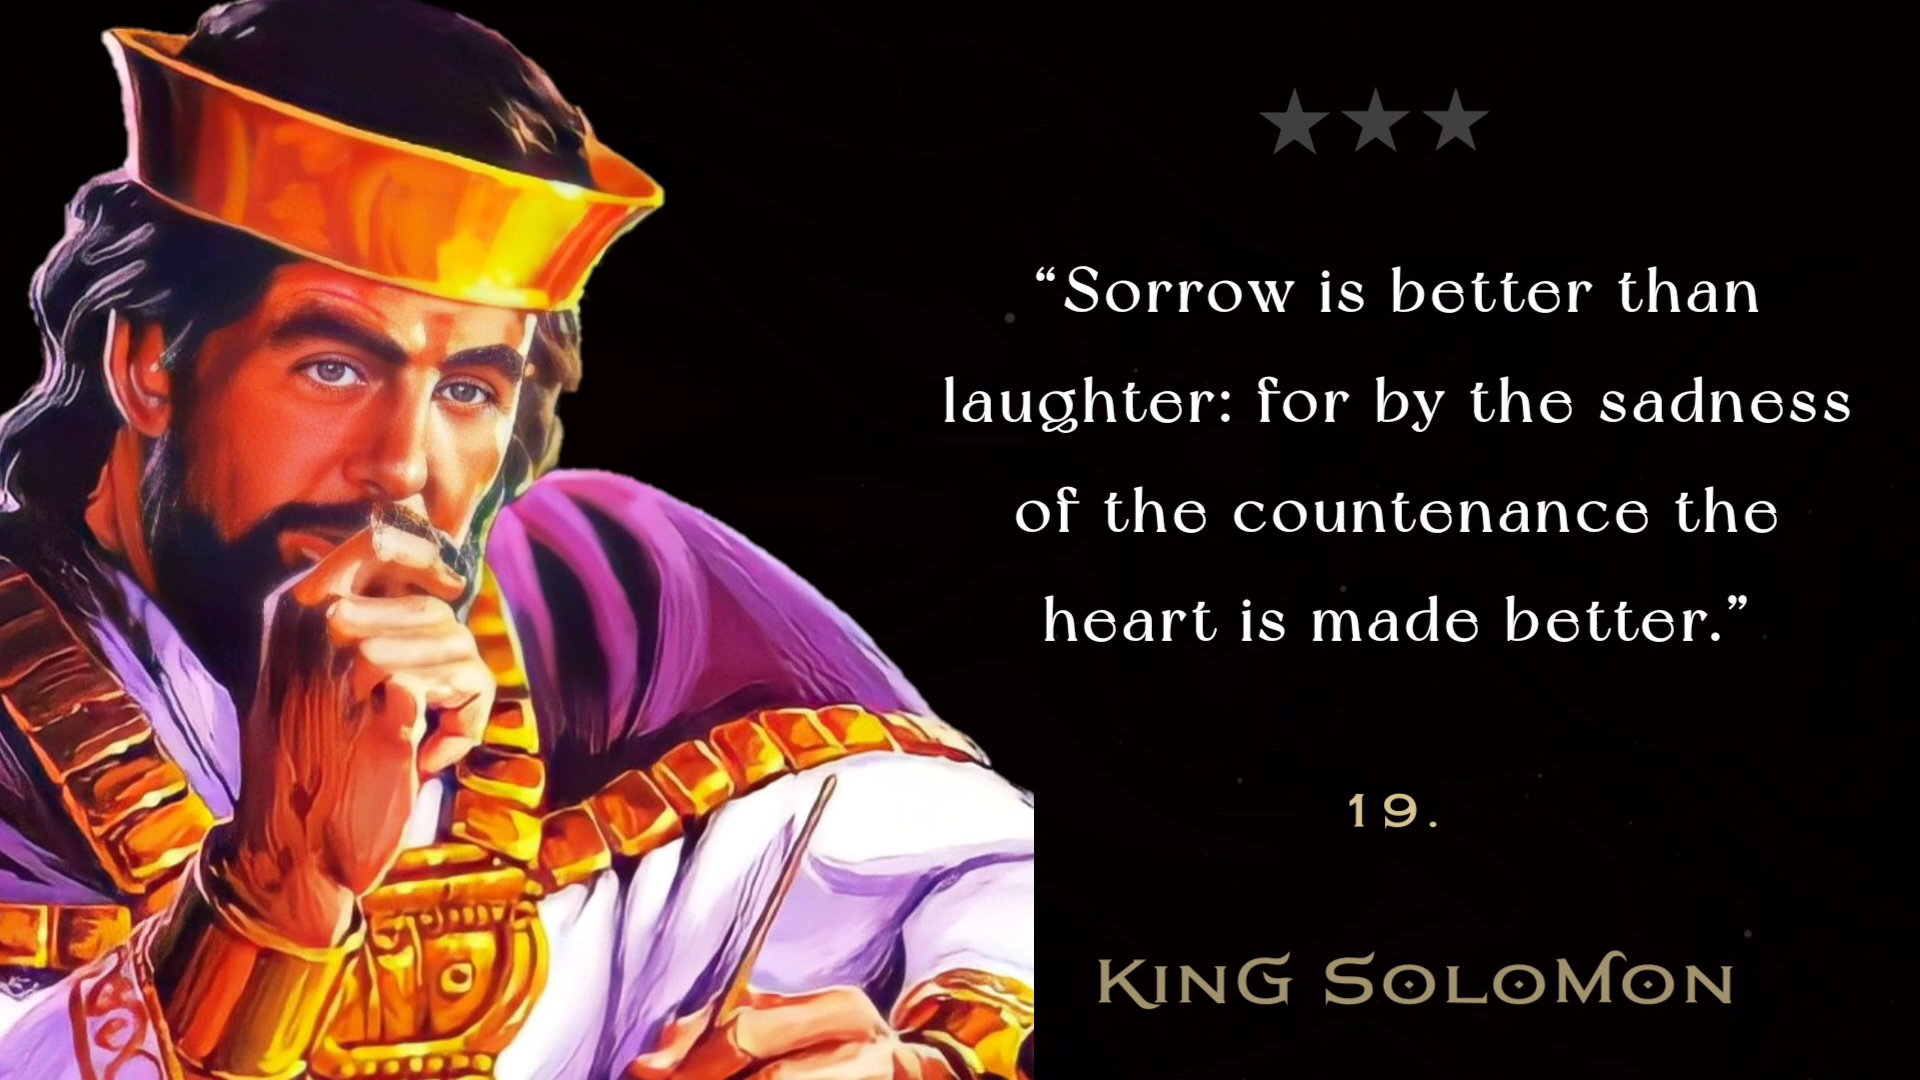 “Sorrow is better than
laughter: for by the sadness
of the countenance the
heart is made better.”
19.
KING SOLOMON